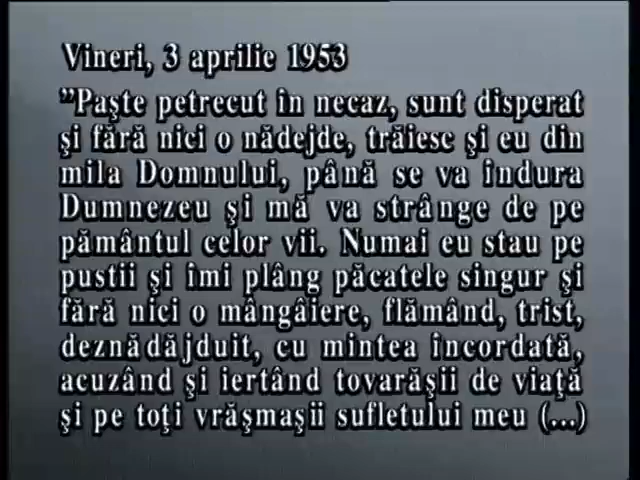 Vineri, 3 aprilie 1953
”Paşte petrecut în necaz, sunt disperat
şi fără nici o nădejde, trăiesc şi eu din
mila Domnului, până se va îndura
Dumnezeu şi mă va strânge de pe
pământul celor vii. Numai eu stau pe
pustii şi îmi plâng păcatele singur şi
fără nici o mângâiere, flămând, trist,
deznădăjduit, cu mintea încordată,
acuzând şi iertând tovarăşii de viaţă
şi pe toţi vrăşmaşii sufletului meu (...)